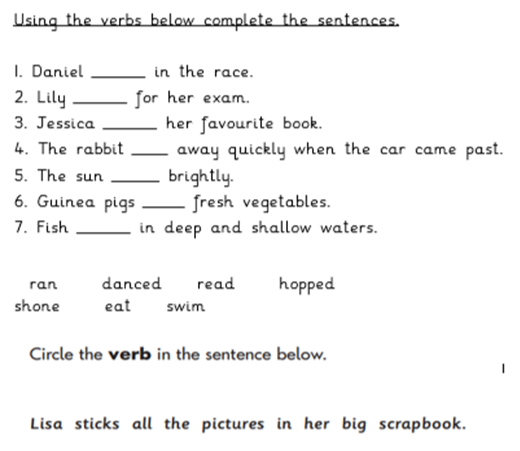 Using the verbs below complete the sentences.
1. Daniel ______ in the race.
2. Lily ______ for her exam.
3. Jessica ______ her favourite book.
4. The rabbit ____ away quickly when the car came past.
5. The sun _____ brightly.
6. Guinea pigs _____ fresh vegetables.
7. Fish ______ in deep and shallow waters.
ran danced read hopped
shone eat swim
Circle the verb in the sentence below.
1
Lisa sticks all the pictures in her big scrapbook.